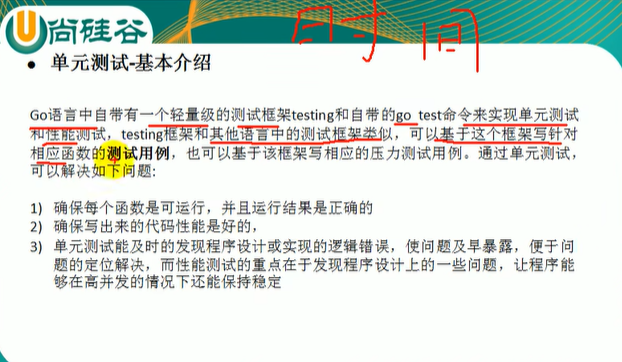 尚硅谷
时间
● 单元测试-基本介绍
Go语言中自带有一个轻量级的测试框架testing和自带的go test命令来实现单元测试
和性能测试，testing框架和其他语言中的测试框架类似，可以基于这个框架写针对
相应函数的测试用例，也可以基于该框架写相应的压力测试用例。通过单元测试，
可以解决如下问题:
1) 确保每个函数是可运行，并且运行结果是正确的
2) 确保写出来的代码性能是好的，
3) 单元测试能及时的发现程序设计或实现的逻辑错误，使问题及早暴露，便于问
题的定位解决，而性能测试的重点在于发现程序设计上的一些问题，让程序能
够在高并发的情况下还能保持稳定